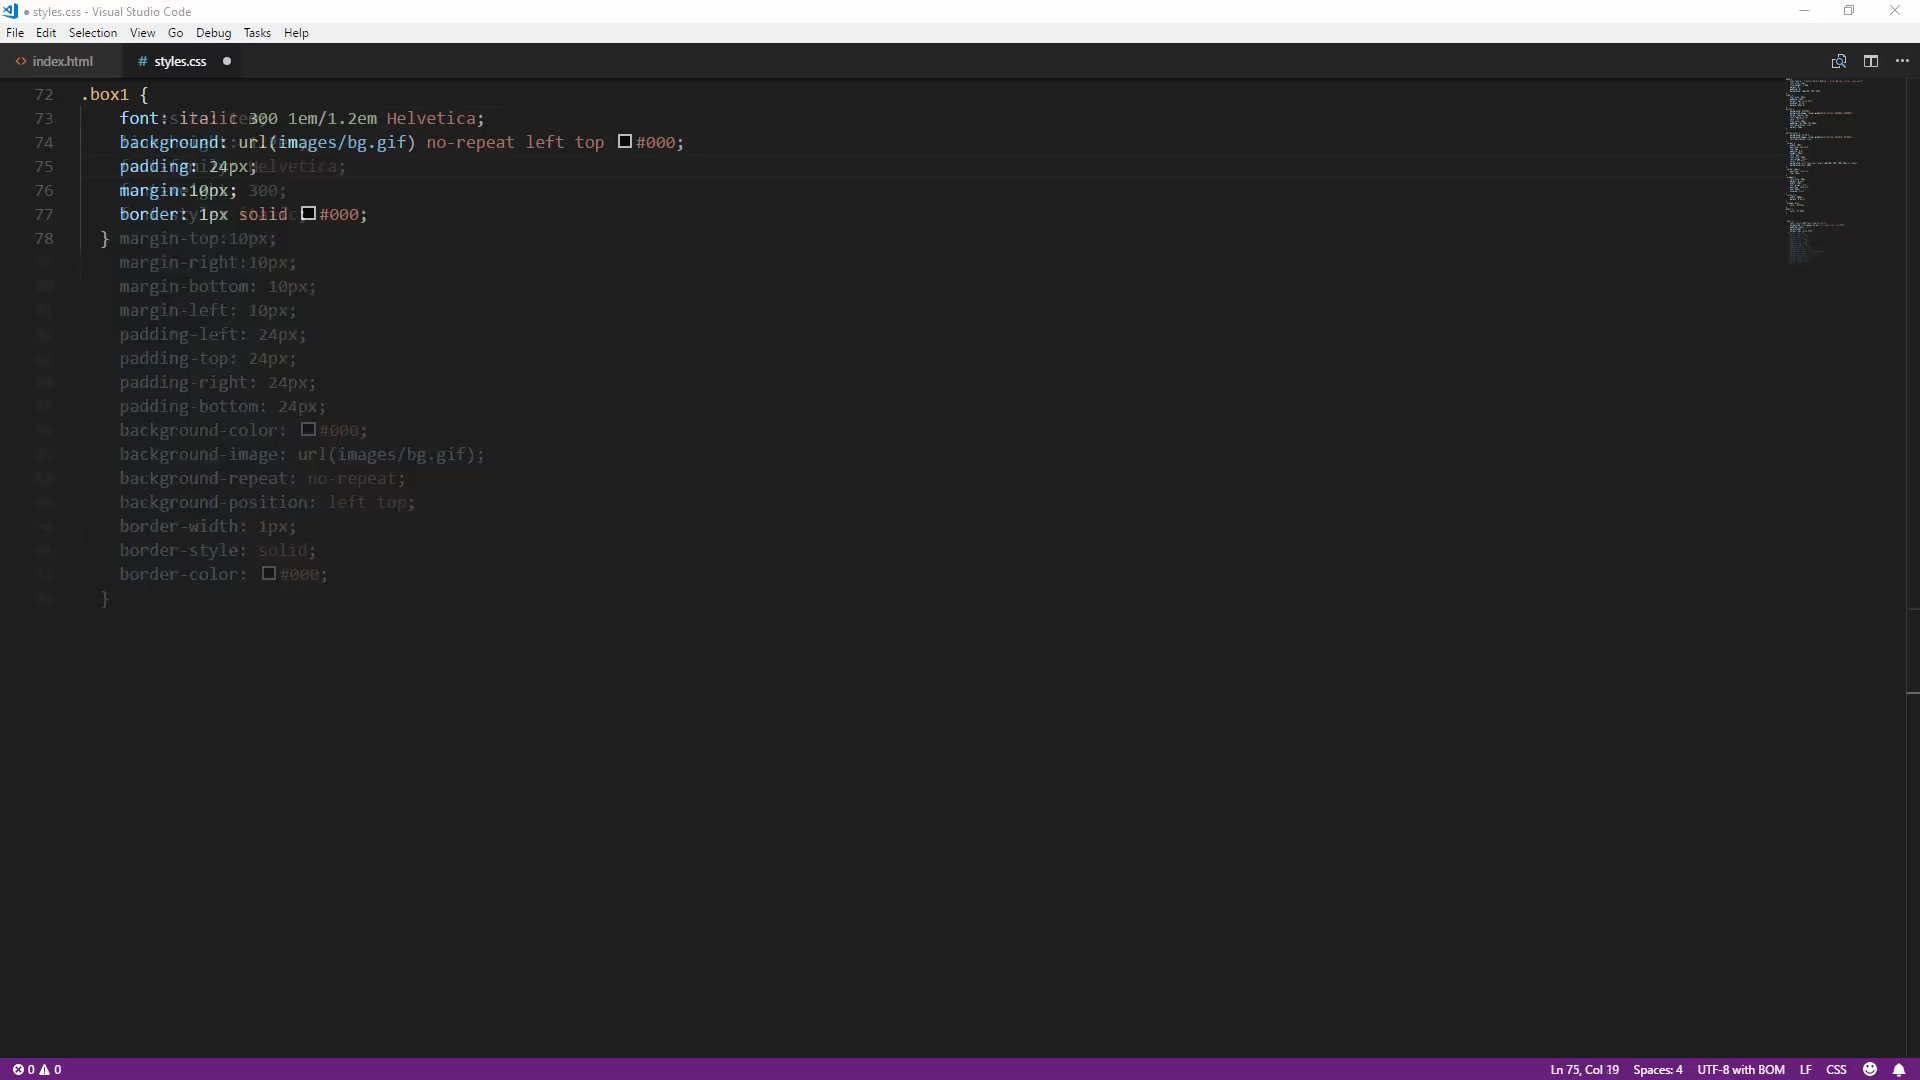 styles.css - Visual Studio Code
File Edit Selection View Go Debug Tasks Help
index.html # styles.css
72 .box1 {
73 font: italic 300 1em/1.2em Helvetica;
74 background: url(images/bg.gif) no-repeat left top #000;
75 padding: 24px; Helvetica;
76 margin:10px; 300;
77 border: 1px solid #000;
78 } margin-top:10px;
margin-right:10px;
margin-bottom: 10px;
margin-left: 10px;
padding-left: 24px;
padding-top: 24px;
padding-right: 24px;
padding-bottom: 24px;
background-color: #000;
background-image: url(images/bg.gif);
background-repeat: no-repeat;
background-position: left top;
border-width: 1px;
border-style: solid;
border-color: #000;
}
0 0 Ln 75, Col 19 Spaces: 4 UTF-8 with BOM LF CSS